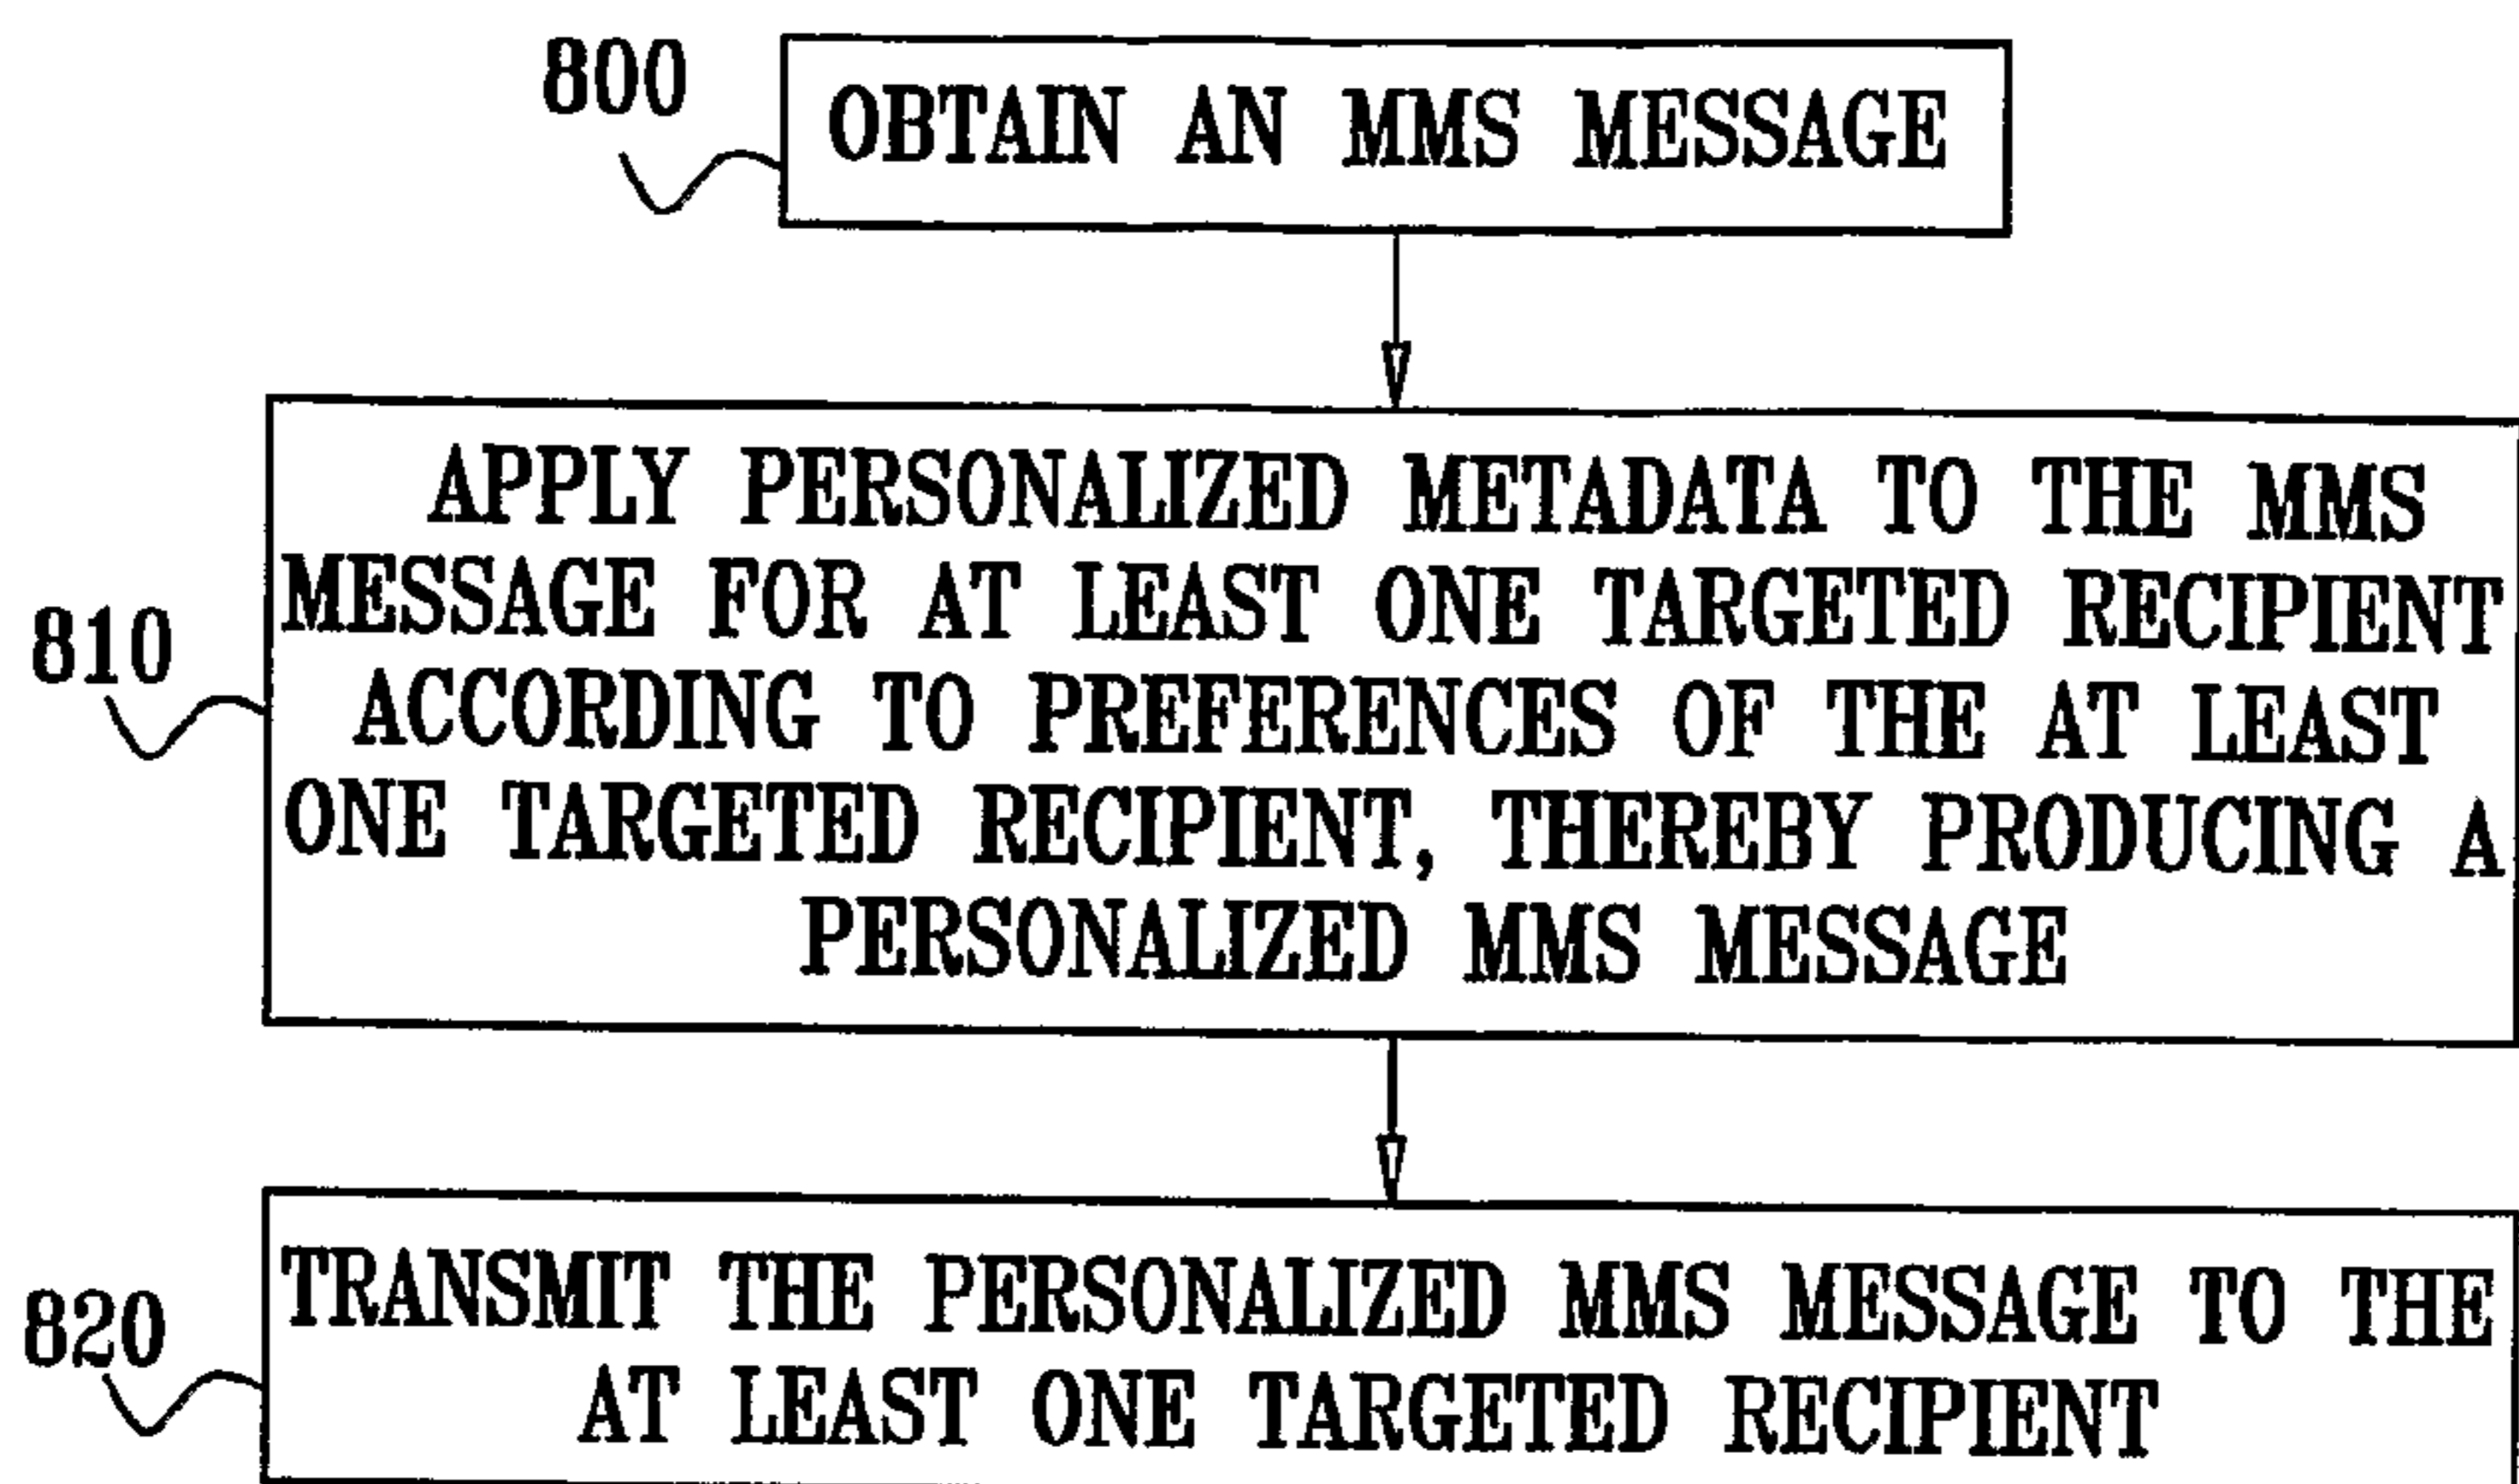 800
OBTAIN AN MMS MESSAGE
810
APPLY PERSONALIZED METADATA TO THE MMS
MESSAGE FOR AT LEAST ONE TARGETED RECIPIENT
ACCORDING TO PREFERENCES OF THE AT LEAST
ONE TARGETED RECIPIENT, THEREBY PRODUCING A
PERSONALIZED MMS MESSAGE
820
TRANSMIT THE PERSONALIZED MMS MESSAGE TO THE
AT LEAST ONE TARGETED RECIPIENT